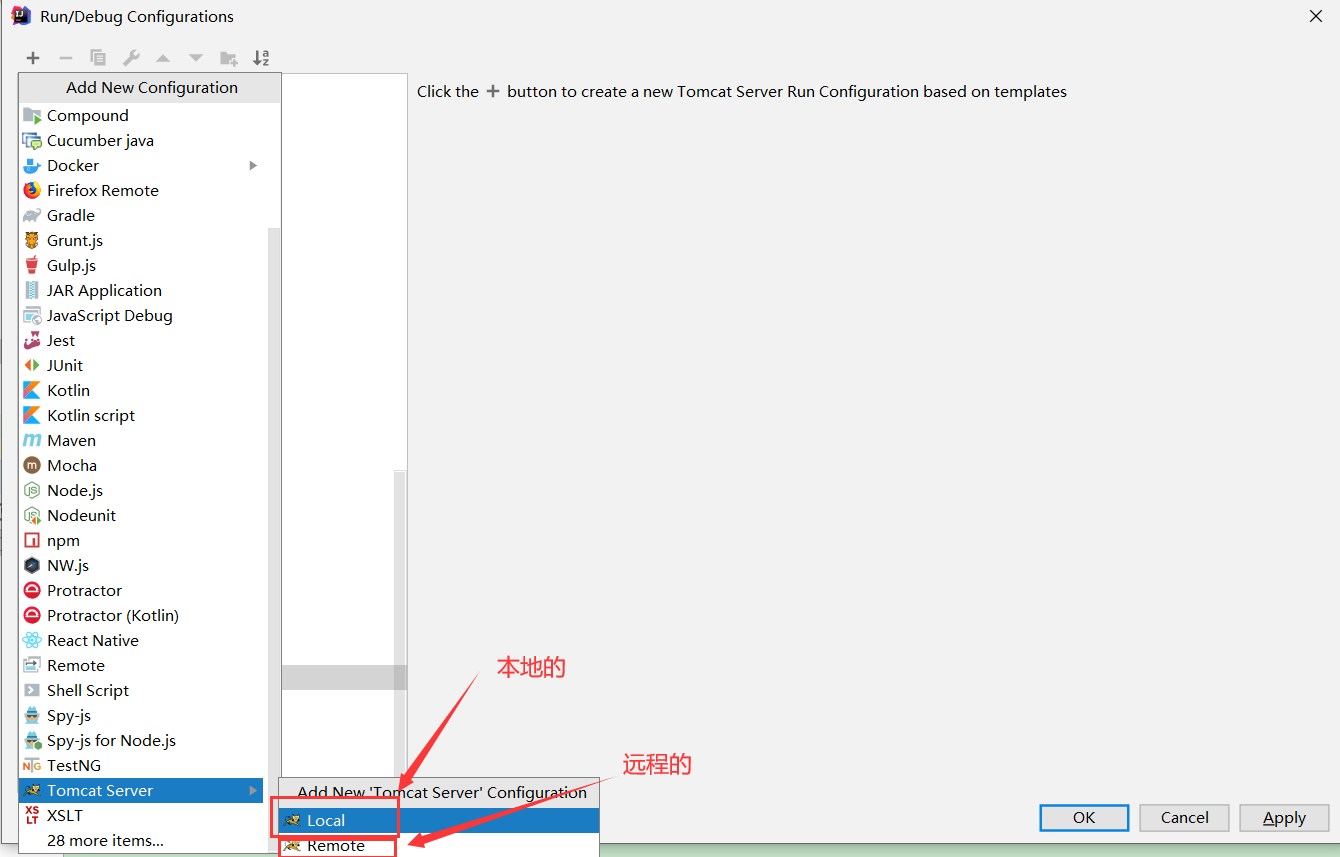 Run/Debug Configurations
Add New Configuration
Click the + button to create a new Tomcat Server Run Configuration based on templates
Compound
Cucumber java
Docker
Firefox Remote
Gradle
Grunt.js
Gulp.js
JAR Application
JavaScript Debug
Jest
JUnit
Kotlin
Kotlin script
Maven
Mocha
Node.js
Nodeunit
npm
NW.js
Protractor
Protractor (Kotlin)
React Native
Remote
Shell Script
Spy-js
Spy-js for Node.js
TestNG
Tomcat Server
XSLT
28 more items...
本地的
远程的
Add New 'Tomcat Server' Configuration
Local
Remote
OK
Cancel
Apply